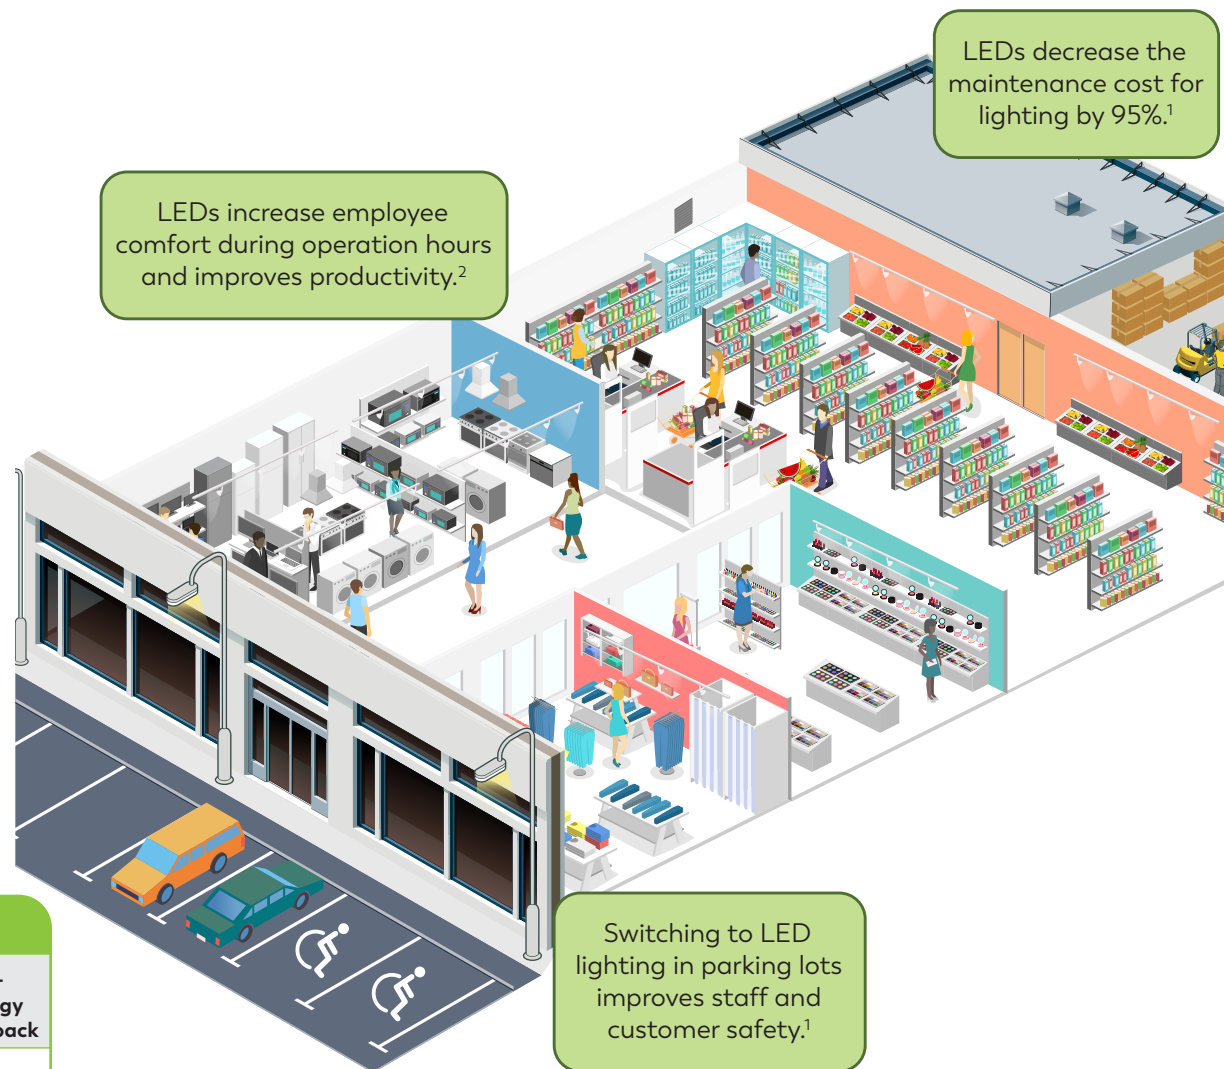 LEDs decrease the
maintenance cost for
lighting by 95%.¹
LEDs increase employee
comfort during operation hours
and improves productivity.²
Switching to LED
lighting in parking lots
improves staff and
customer safety.¹